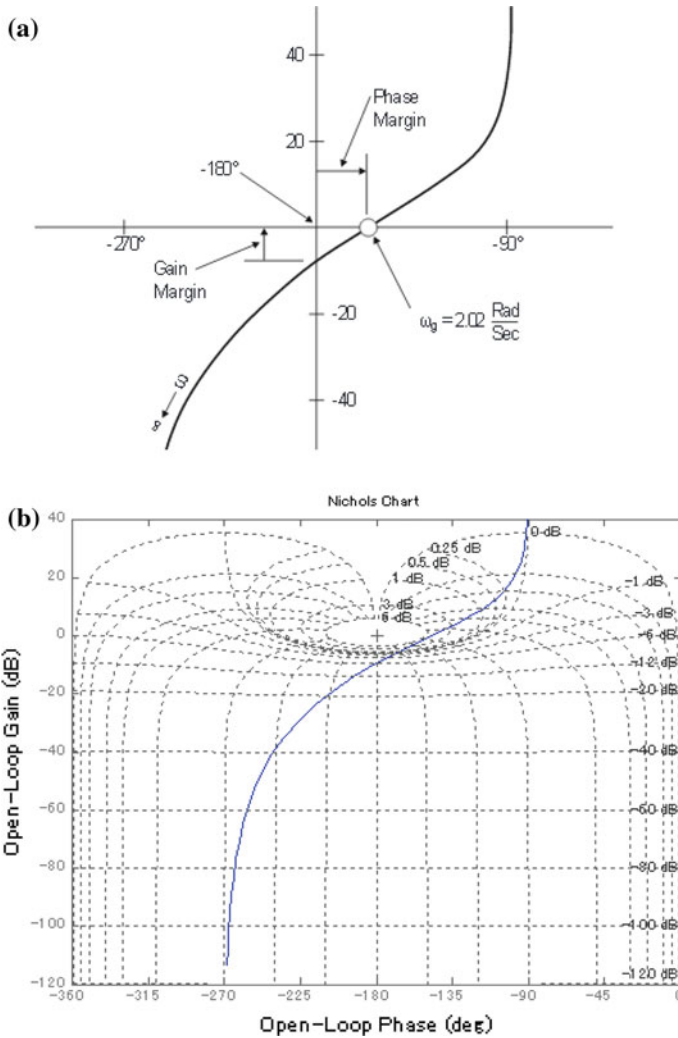 (a)
40
Phase
Margin
20
-180°
-270°
-90°
Gain
Margin
ωg = 2.02 Rad
Sec
-20
ω
∞
-40
(b)
Nichols Chart
40
0 dB
0.25 dB
0.5 dB
20
1 dB
-1 dB
3 dB
-3 dB
6 dB
0
-6 dB
-12 dB
-20
-20 dB
-40
-40 dB
-60
-60 dB
-80
-80 dB
-100
-100 dB
-120
-120 dB
-360
-315
-270
-225
-180
-135
-90
-45
0
Open-Loop Gain (dB)
Open-Loop Phase (deg)